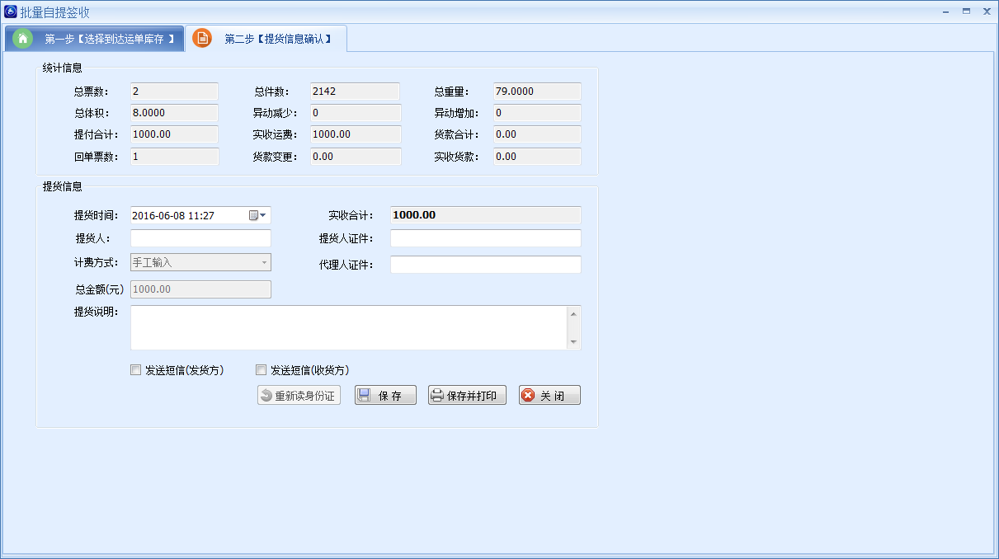 批量自提签收
第一步【选择到达运单库存 】 第二步【提货信息确认】
统计信息
总票数： 2 总件数： 2142 总重量： 79.0000
总体积： 8.0000 异动减少： 0 异动增加： 0
提付合计： 1000.00 实收运费： 1000.00 货款合计： 0.00
回单票数： 1 货款变更： 0.00 实收货款： 0.00
提货信息
提货时间： 2016-06-08 11:27 实收合计： 1000.00
提货人： 提货人证件：
计费方式： 手工输入 代理人证件：
总金额(元) 1000.00
提货说明：
发送短信(发货方) 发送短信(收货方)
重新读身份证 保 存 保存并打印 关 闭